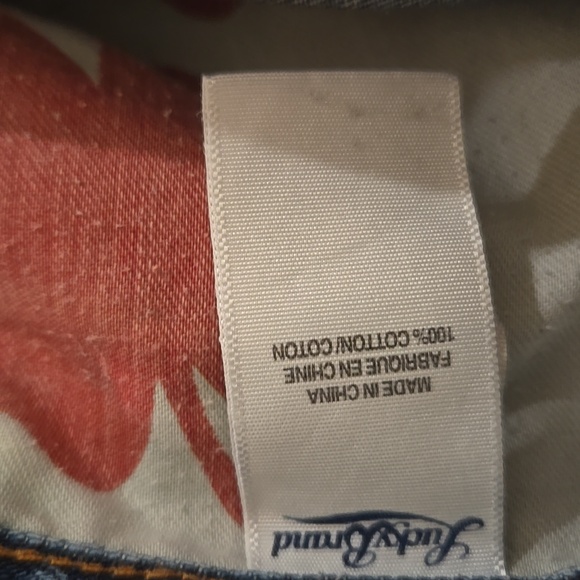 Lucky Brand
MADE IN CHINA
FABRIQUE EN CHINE
100% COTTON/COTON